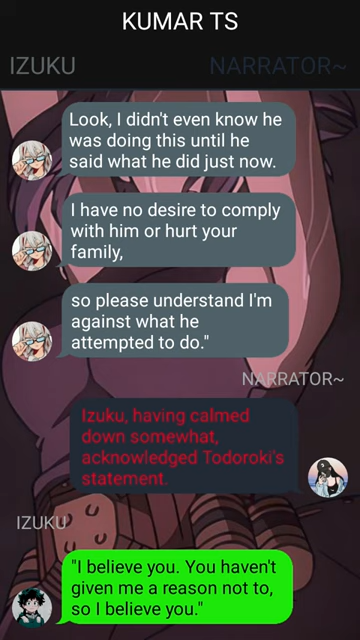 KUMAR TS
IZUKU
NARRATOR~
Look, I didn't even know he
was doing this until he
said what he did just now.
I have no desire to comply
with him or hurt your
family,
so please understand I'm
against what he
attempted to do."
NARRATOR~
Izuku, having calmed
down somewhat,
acknowledged Todoroki's
statement.
IZUKU
"I believe you. You haven't
given me a reason not to,
so I believe you."